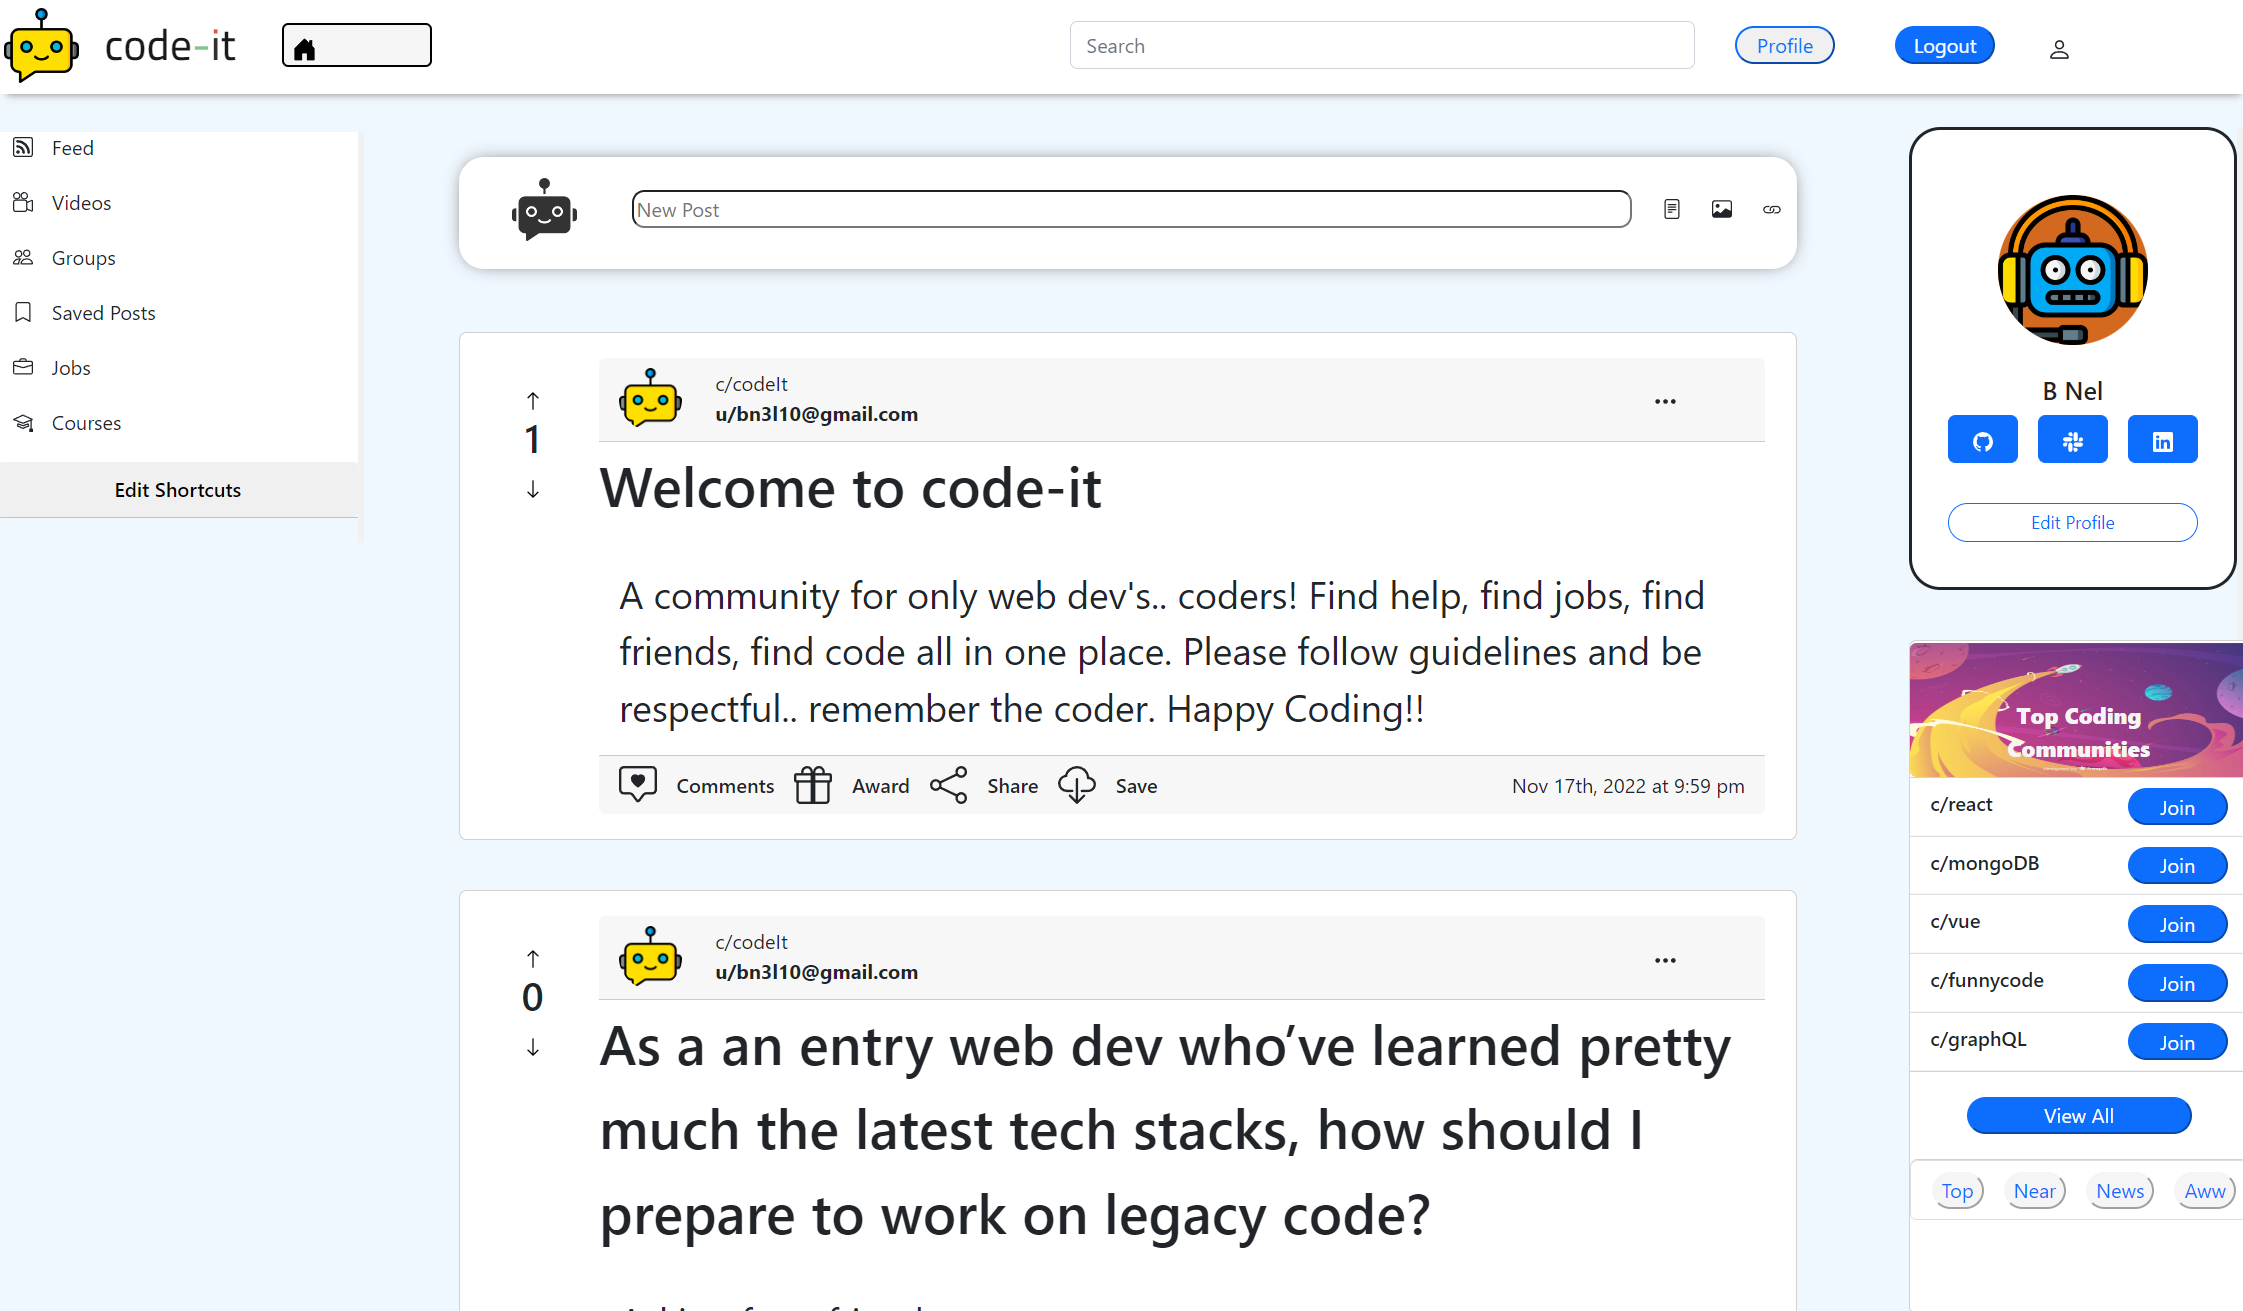 code-it
Search
Profile
Logout
Feed
Videos
Groups
Saved Posts
Jobs
Courses
Edit Shortcuts
New Post
c/codeIt
u/bn3l10@gmail.com
1
Welcome to code-it
A community for only web dev's.. coders! Find help, find jobs, find
friends, find code all in one place. Please follow guidelines and be
respectful.. remember the coder. Happy Coding!!
Comments
Award
Share
Save
Nov 17th, 2022 at 9:59 pm
c/codeIt
u/bn3l10@gmail.com
0
As a an entry web dev who’ve learned pretty
much the latest tech stacks, how should I
prepare to work on legacy code?
B Nel
Edit Profile
Top Coding
Communities
c/react
Join
c/mongoDB
Join
c/vue
Join
c/funnycode
Join
c/graphQL
Join
View All
Top
Near
News
Aww